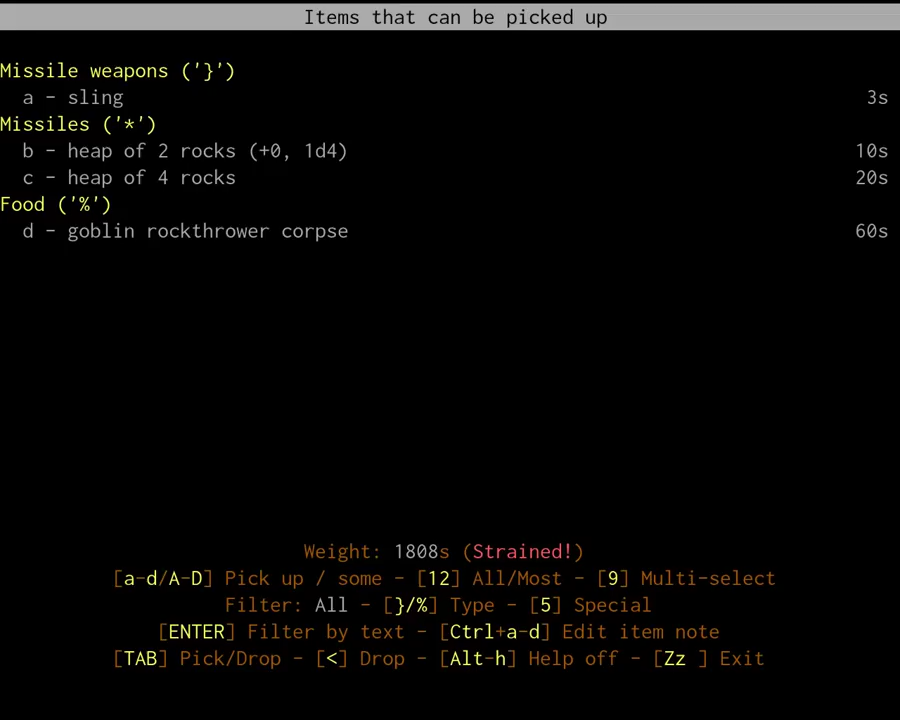 Items that can be picked up
Missile weapons ('}')
a - sling 3s
Missiles ('*')
b - heap of 2 rocks (+0, 1d4) 10s
c - heap of 4 rocks 20s
Food ('%')
d - goblin rockthrower corpse 60s
Weight: 1808s (Strained!)
[a-d/A-D] Pick up / some - [12] All/Most - [9] Multi-select
Filter: All - [}/%] Type - [5] Special
[ENTER] Filter by text - [Ctrl+a-d] Edit item note
[TAB] Pick/Drop - [<] Drop - [Alt-h] Help off - [Zz ] Exit